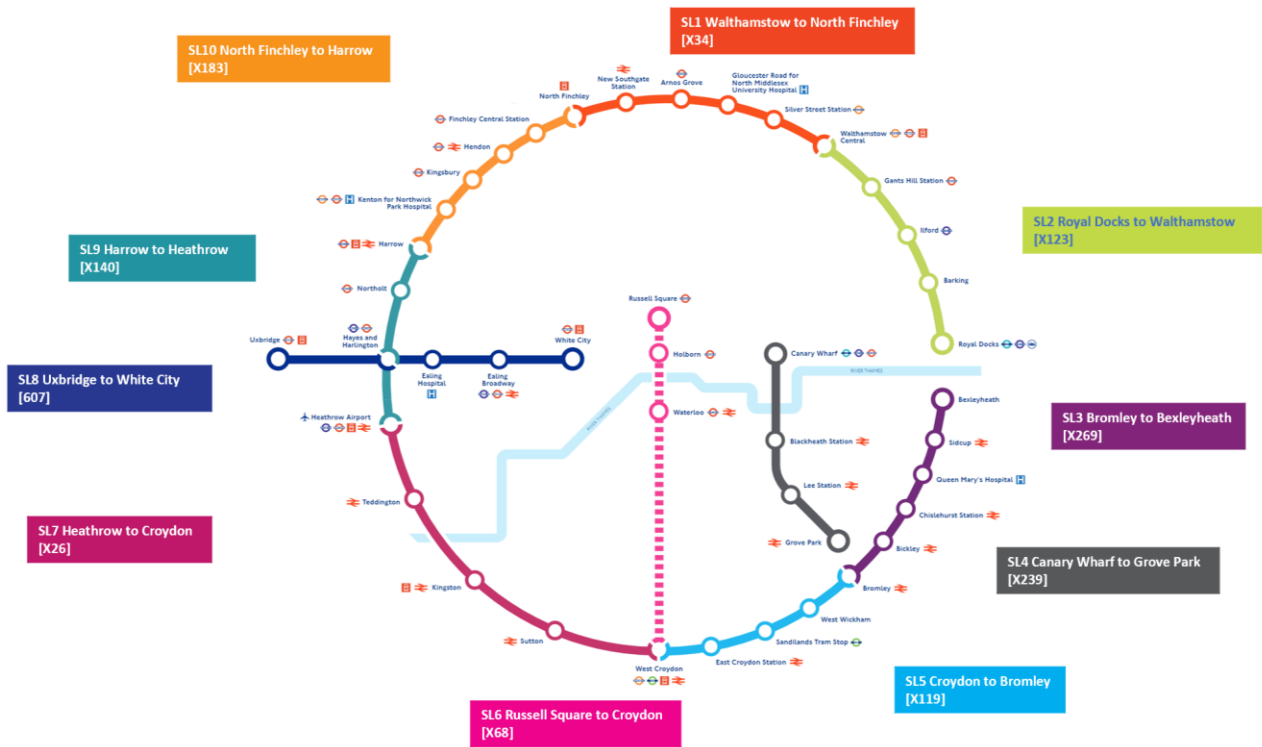 SL10 North Finchley to Harrow
[X183]
SL1 Walthamstow to North Finchley
[X34]
North Finchley
New Southgate
Station
Arnos Grove
Gloucester Road for
North Middlesex
University Hospital
H
Silver Street Station
Walthamstow
Central
Finchley Central Station
Hendon
Kingsbury
H
Kenton for Northwick
Park Hospital
Harrow
Gants Hill Station
Ilford
Barking
Royal Docks
SL2 Royal Docks to Walthamstow
[X123]
SL9 Harrow to Heathrow
[X140]
Northolt
Uxbridge
Hayes and
Harlington
Ealing
Hospital
H
Ealing
Broadway
White City
Russell Square
Holborn
Waterloo
Canary Wharf
RIVER THAMES
RIVER THAMES
SL8 Uxbridge to White City
[607]
Heathrow Airport
Blackheath Station
Lee Station
Grove Park
Bexleyheath
Sidcup
Queen Mary's Hospital
H
Chislehurst Station
Bickley
Bromley
SL3 Bromley to Bexleyheath
[X269]
SL7 Heathrow to Croydon
[X26]
Teddington
Kingston
Sutton
West Croydon
East Croydon Station
Sandilands Tram Stop
West Wickham
SL4 Canary Wharf to Grove Park
[X239]
SL5 Croydon to Bromley
[X119]
SL6 Russell Square to Croydon
[X68]